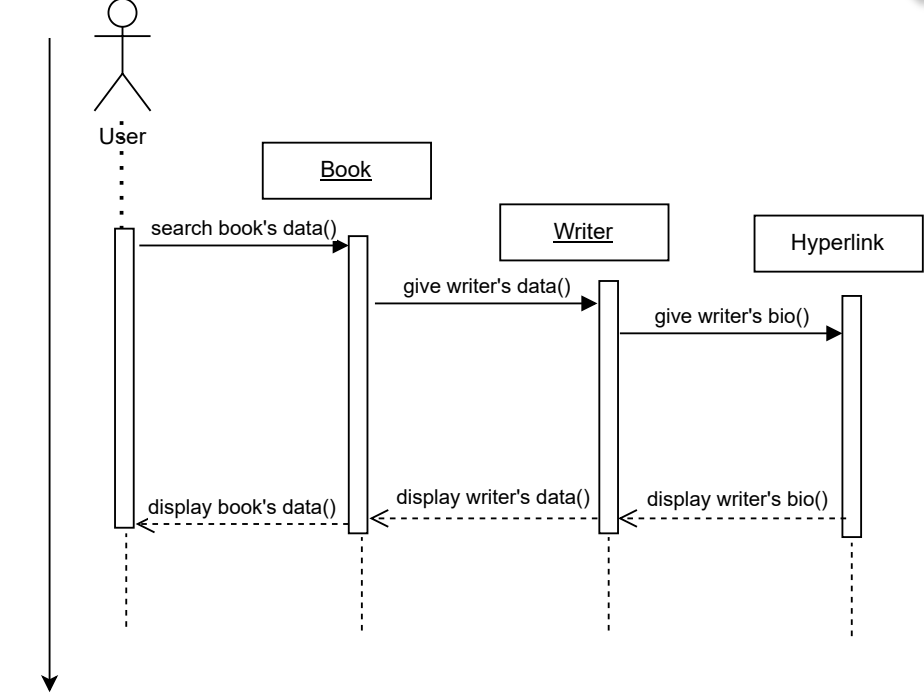 User
Book
Writer
Hyperlink
search book's data()
give writer's data()
give writer's bio()
display book's data()
display writer's data()
display writer's bio()